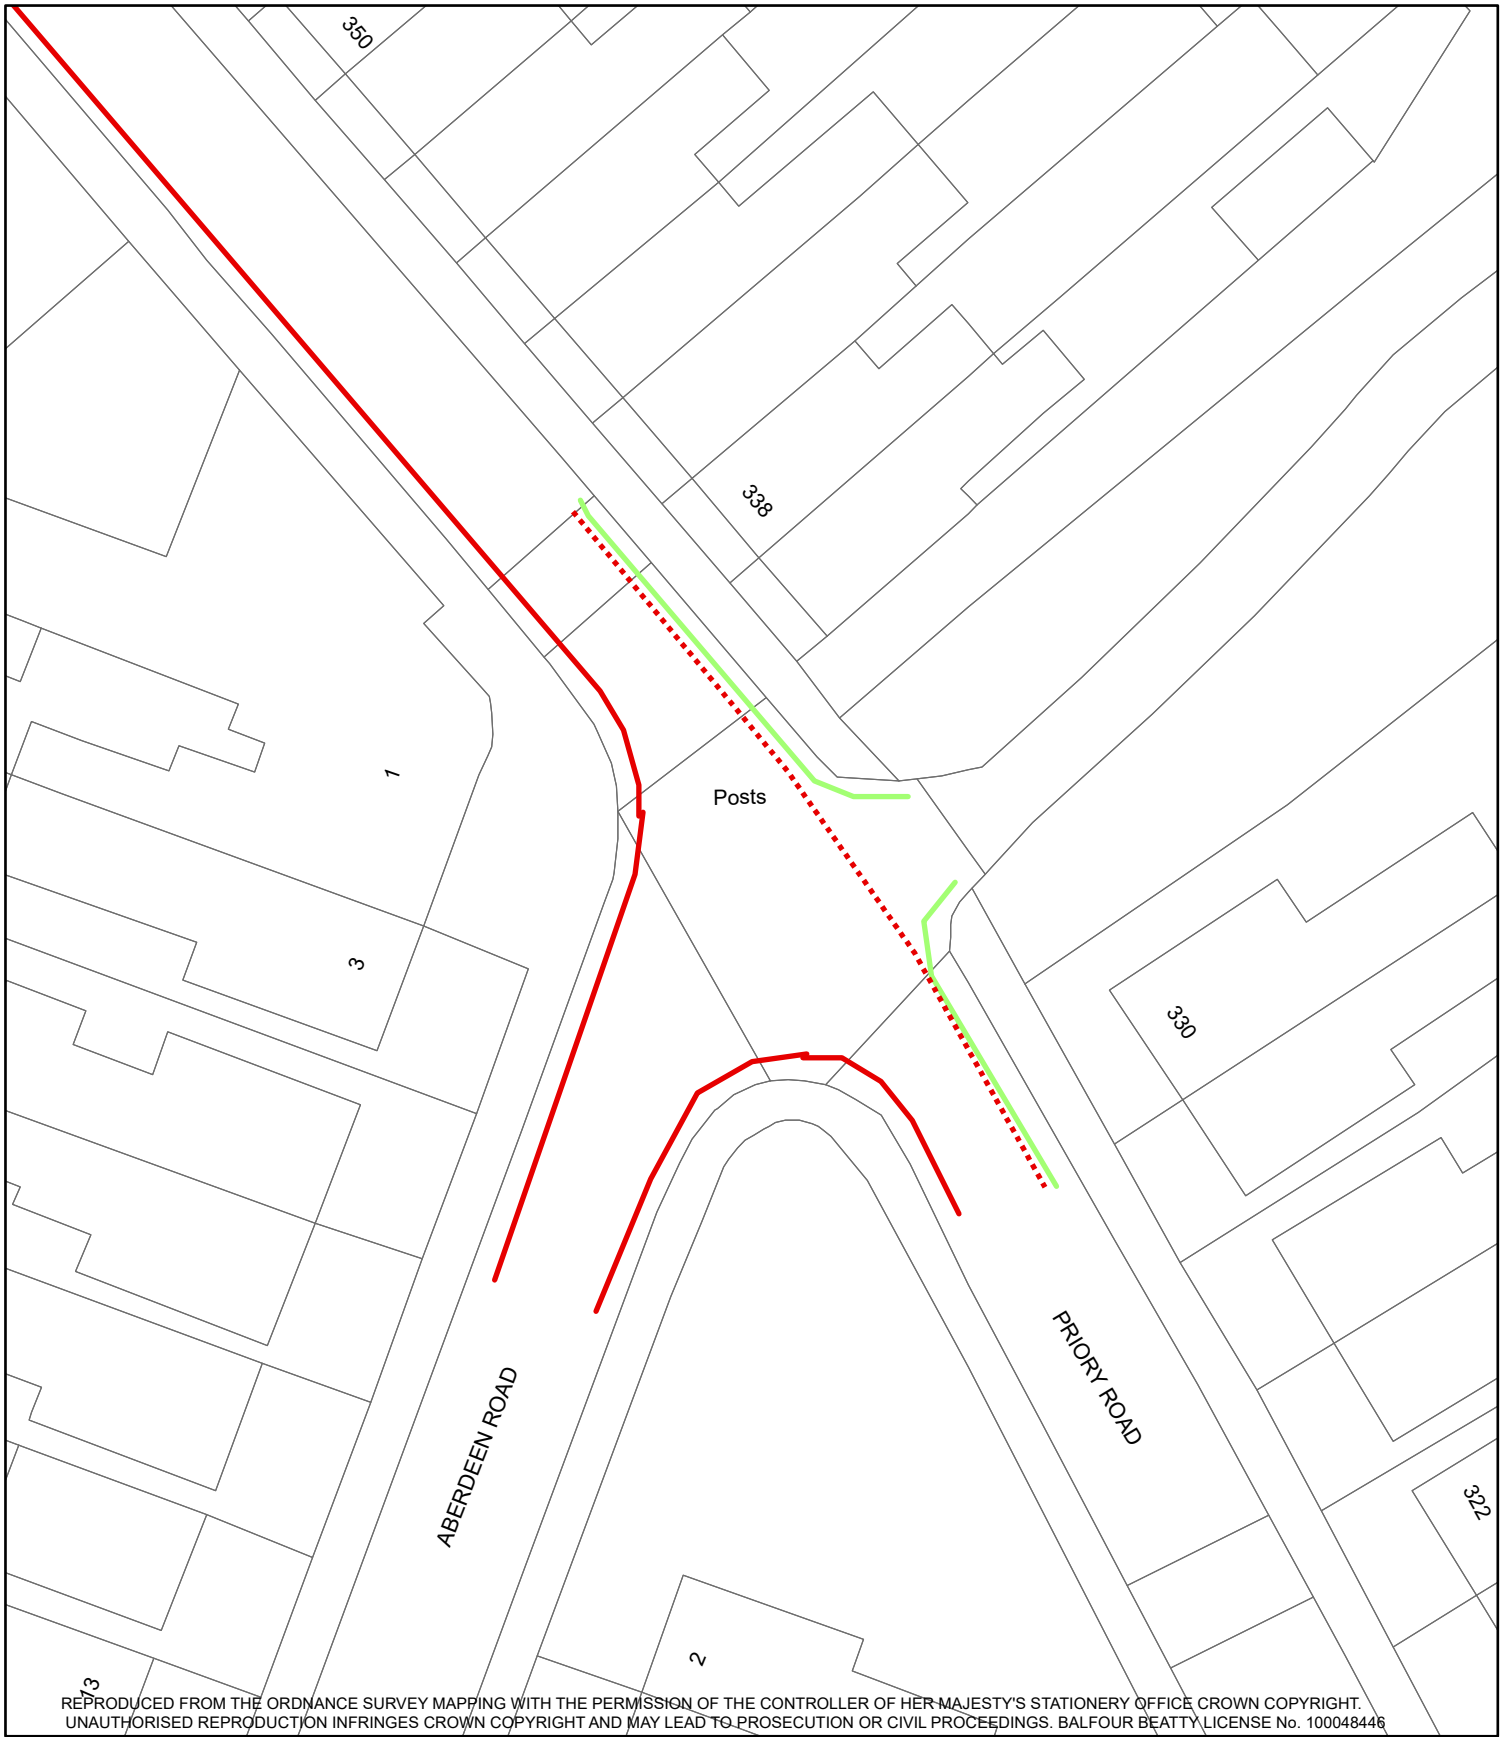 350
338
1
Posts
3
330
PRIORY ROAD
ABERDEEN ROAD
322
2
13
REPRODUCED FROM THE ORDNANCE SURVEY MAPPING WITH THE PERMISSION OF THE CONTROLLER OF HER MAJESTY'S STATIONERY OFFICE CROWN COPYRIGHT.
UNAUTHORISED REPRODUCTION INFRINGES CROWN COPYRIGHT AND MAY LEAD TO PROSECUTION OR CIVIL PROCEEDINGS. BALFOUR BEATTY LICENSE No. 100048446